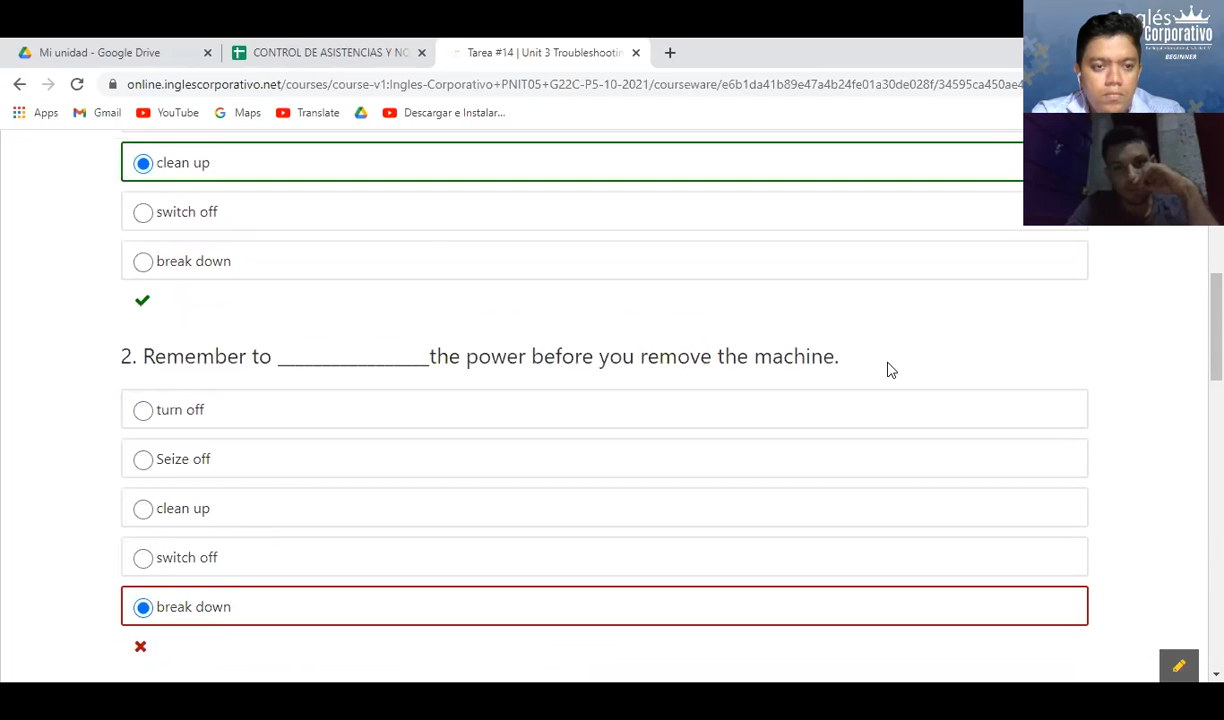 Mi unidad - Google Drive
CONTROL DE ASISTENCIAS Y NO
Tarea #14 | Unit 3 Troubleshootin
Inglés
Corporativo
BEGINNER
online.inglescorporativo.net/courses/course-v1:Ingles-Corporativo+PNIT05+G22C-P5-10-2021/courseware/e6b1da41b89e47a4b24fe01a30de028f/34595ca450ae4
Apps
Gmail
YouTube
Maps
Translate
Descargar e Instalar...
clean up
switch off
break down
2. Remember to _________________the power before you remove the machine.
turn off
Seize off
clean up
switch off
break down